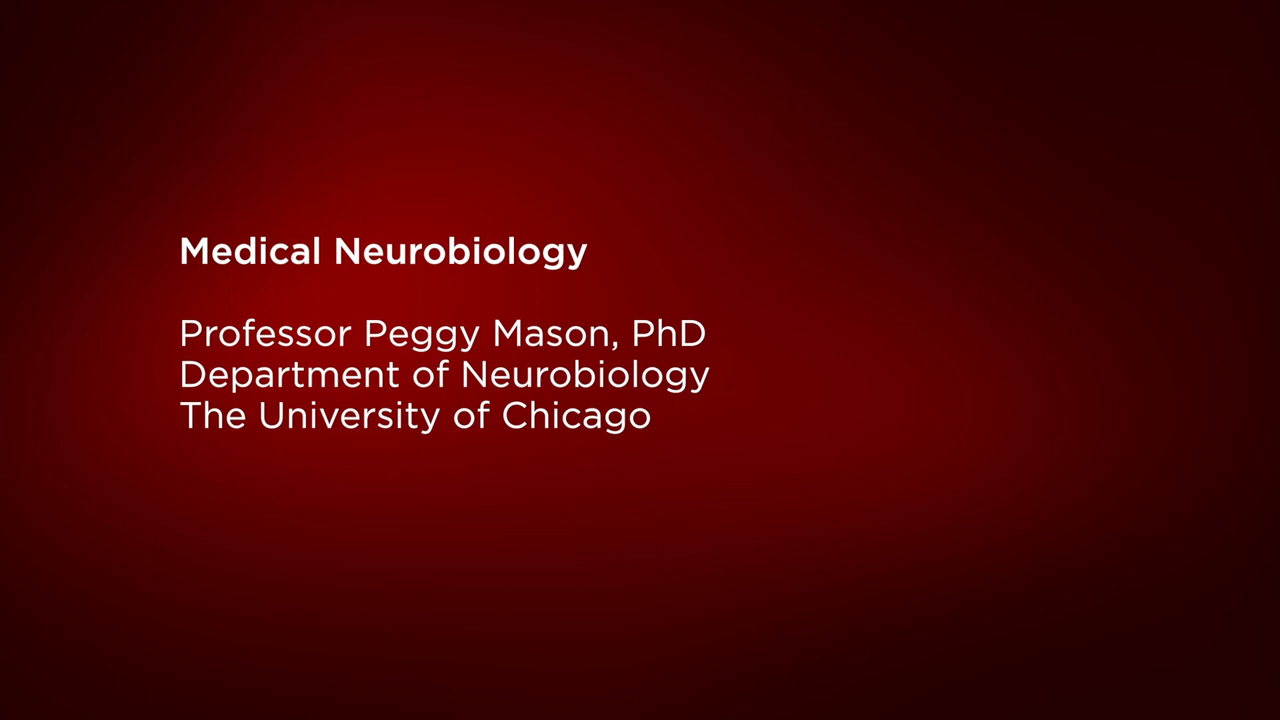 Medical Neurobiology
Professor Peggy Mason, PhD
Department of Neurobiology
The University of Chicago